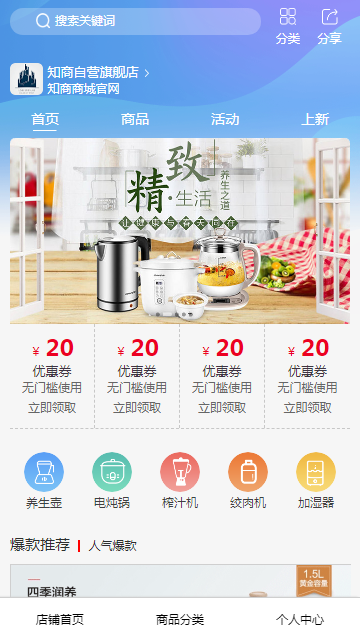 搜索关键词
分类
分享
知商自营旗舰店
知商商城官网
首页
商品
活动
上新
精致·生活
养生之道
¥ 20
¥ 20
¥ 20
¥ 20
优惠券
优惠券
优惠券
优惠券
无门槛使用
无门槛使用
无门槛使用
无门槛使用
立即领取
立即领取
立即领取
立即领取
养生壶
电炖锅
榨汁机
绞肉机
加湿器
爆款推荐
人气爆款
1.5L
黄金容量
四季润养
店铺首页
商品分类
个人中心